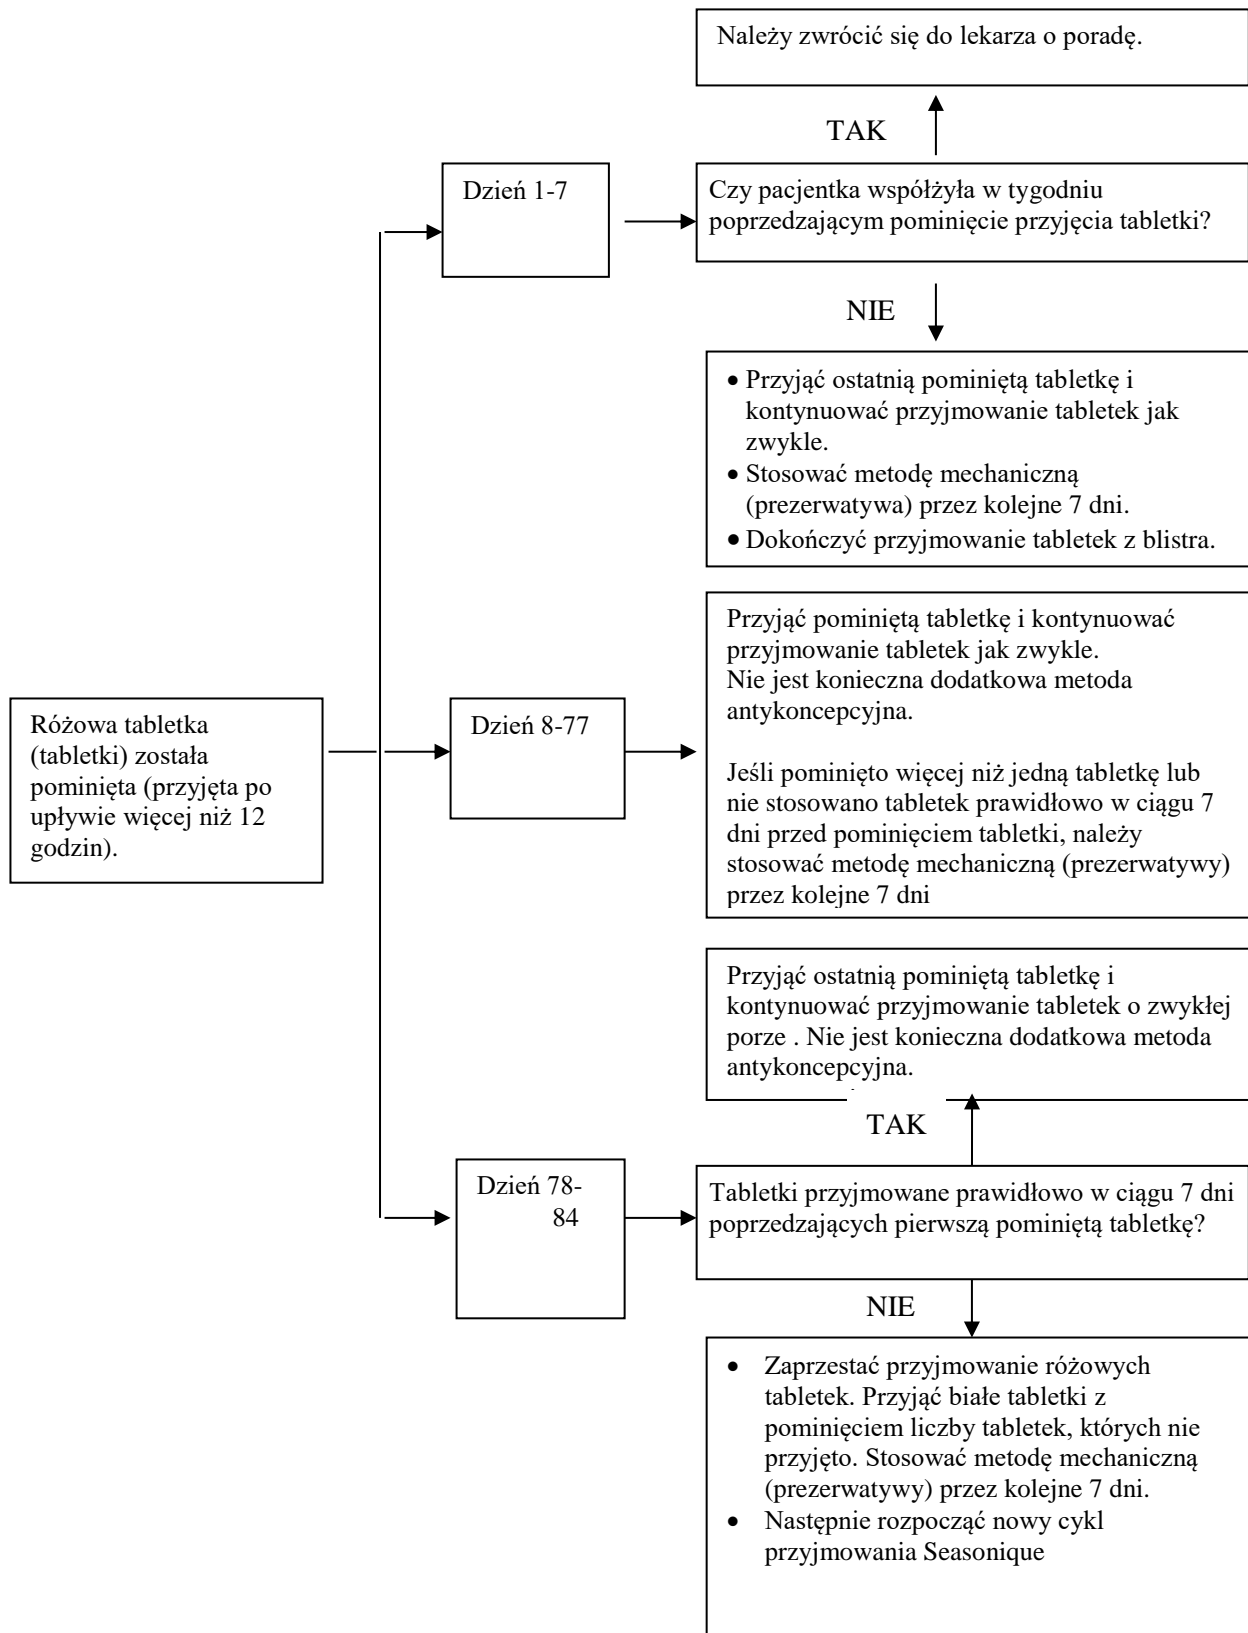 Należy zwrócić się do lekarza o poradę.
TAK
Dzień 1-7
Czy pacjentka współżyła w tygodniu
poprzedzającym pominięcie przyjęcia tabletki?
NIE
• Przyjąć ostatnią pominiętą tabletkę i
kontynuować przyjmowanie tabletek jak
zwykle.
• Stosować metodę mechaniczną
(prezerwatywa) przez kolejne 7 dni.
• Dokończyć przyjmowanie tabletek z blistra.
Różowa tabletka
(tabletki) została
pominięta (przyjęta po
upływie więcej niż 12
godzin).
Dzień 8-77
Przyjąć pominiętą tabletkę i kontynuować
przyjmowanie tabletek jak zwykle.
Nie jest konieczna dodatkowa metoda
antykoncepcyjna.
Jeśli pominięto więcej niż jedną tabletkę lub
nie stosowano tabletek prawidłowo w ciągu 7
dni przed pominięciem tabletki, należy
stosować metodę mechaniczną (prezerwatywy)
przez kolejne 7 dni
Przyjąć ostatnią pominiętą tabletkę i
kontynuować przyjmowanie tabletek o zwykłej
porze . Nie jest konieczna dodatkowa metoda
antykoncepcyjna.
TAK
Dzień 78-
84
Tabletki przyjmowane prawidłowo w ciągu 7 dni
poprzedzających pierwszą pominiętą tabletkę?
NIE
• Zaprzestać przyjmowanie różowych
tabletek. Przyjąć białe tabletki z
pominięciem liczby tabletek, których nie
przyjęto. Stosować metodę mechaniczną
(prezerwatywy) przez kolejne 7 dni.
• Następnie rozpocząć nowy cykl
przyjmowania Seasonique